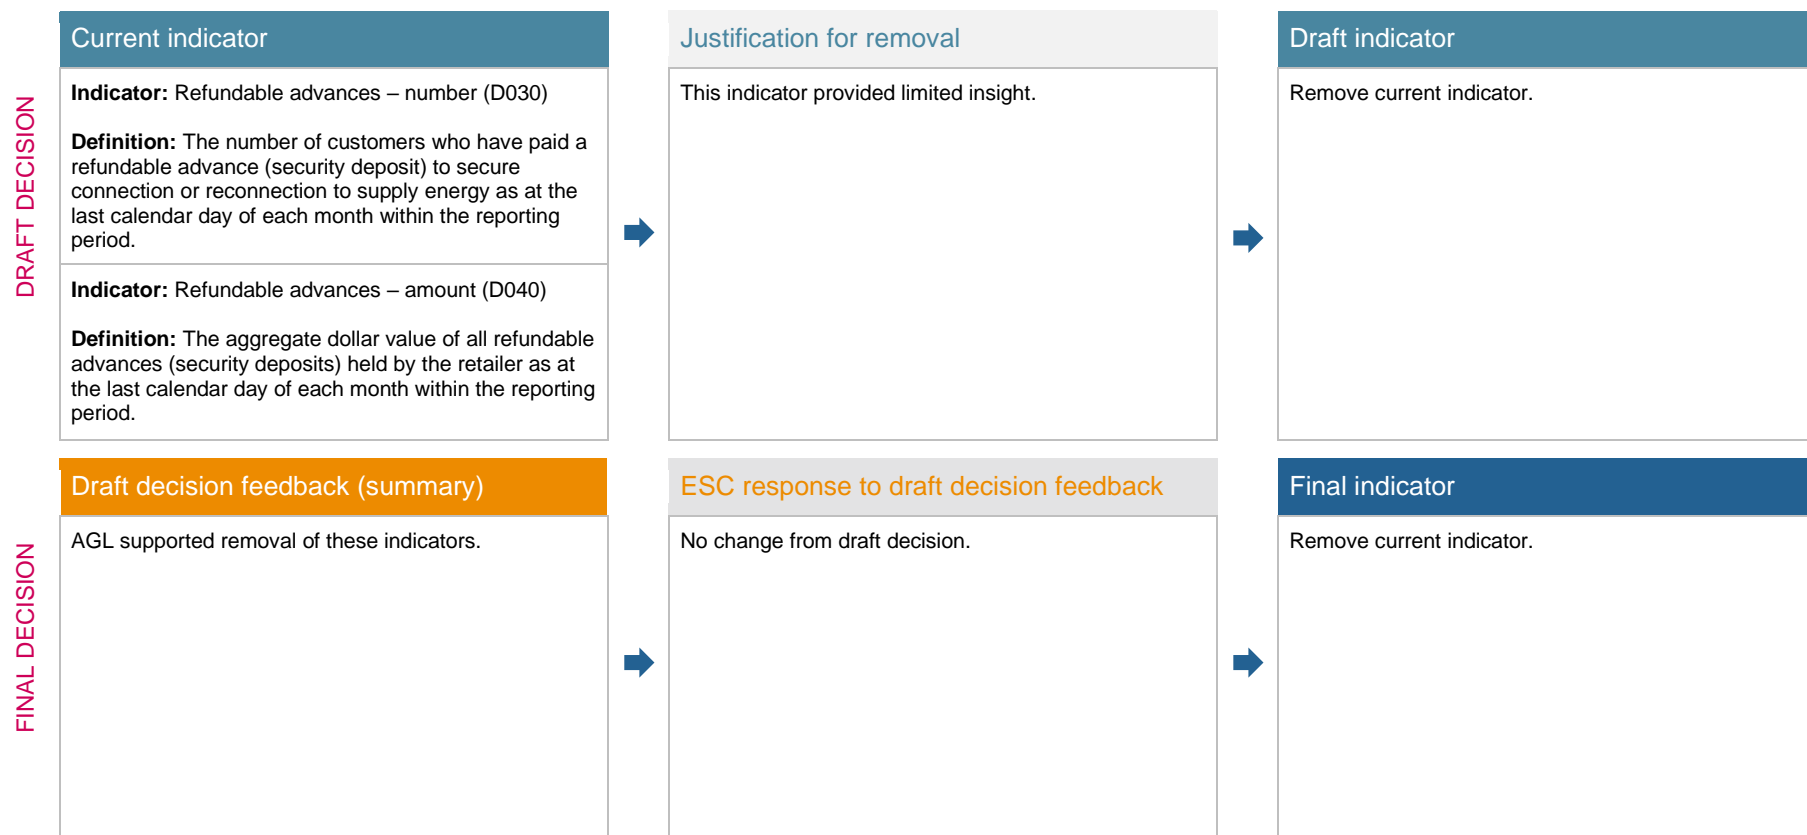 DRAFT DECISION
Current indicator
Indicator: Refundable advances – number (D030)
Definition: The number of customers who have paid a
refundable advance (security deposit) to secure
connection or reconnection to supply energy as at the
last calendar day of each month within the reporting
period.
Indicator: Refundable advances – amount (D040)
Definition: The aggregate dollar value of all refundable
advances (security deposits) held by the retailer as at
the last calendar day of each month within the reporting
period.
Justification for removal
This indicator provided limited insight.
Draft indicator
Remove current indicator.
FINAL DECISION
Draft decision feedback (summary)
AGL supported removal of these indicators.
ESC response to draft decision feedback
No change from draft decision.
Final indicator
Remove current indicator.